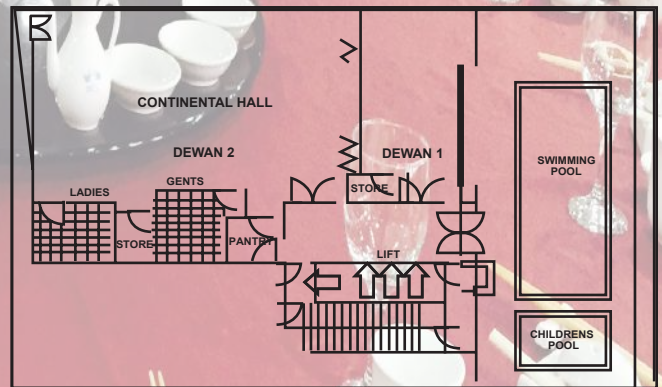 CONTINENTAL HALL
DEWAN 2
DEWAN 1
SWIMMING
POOL
GENTS
LADIES
STORE
STORE
PANTRY
LIFT
CHILDRENS
POOL